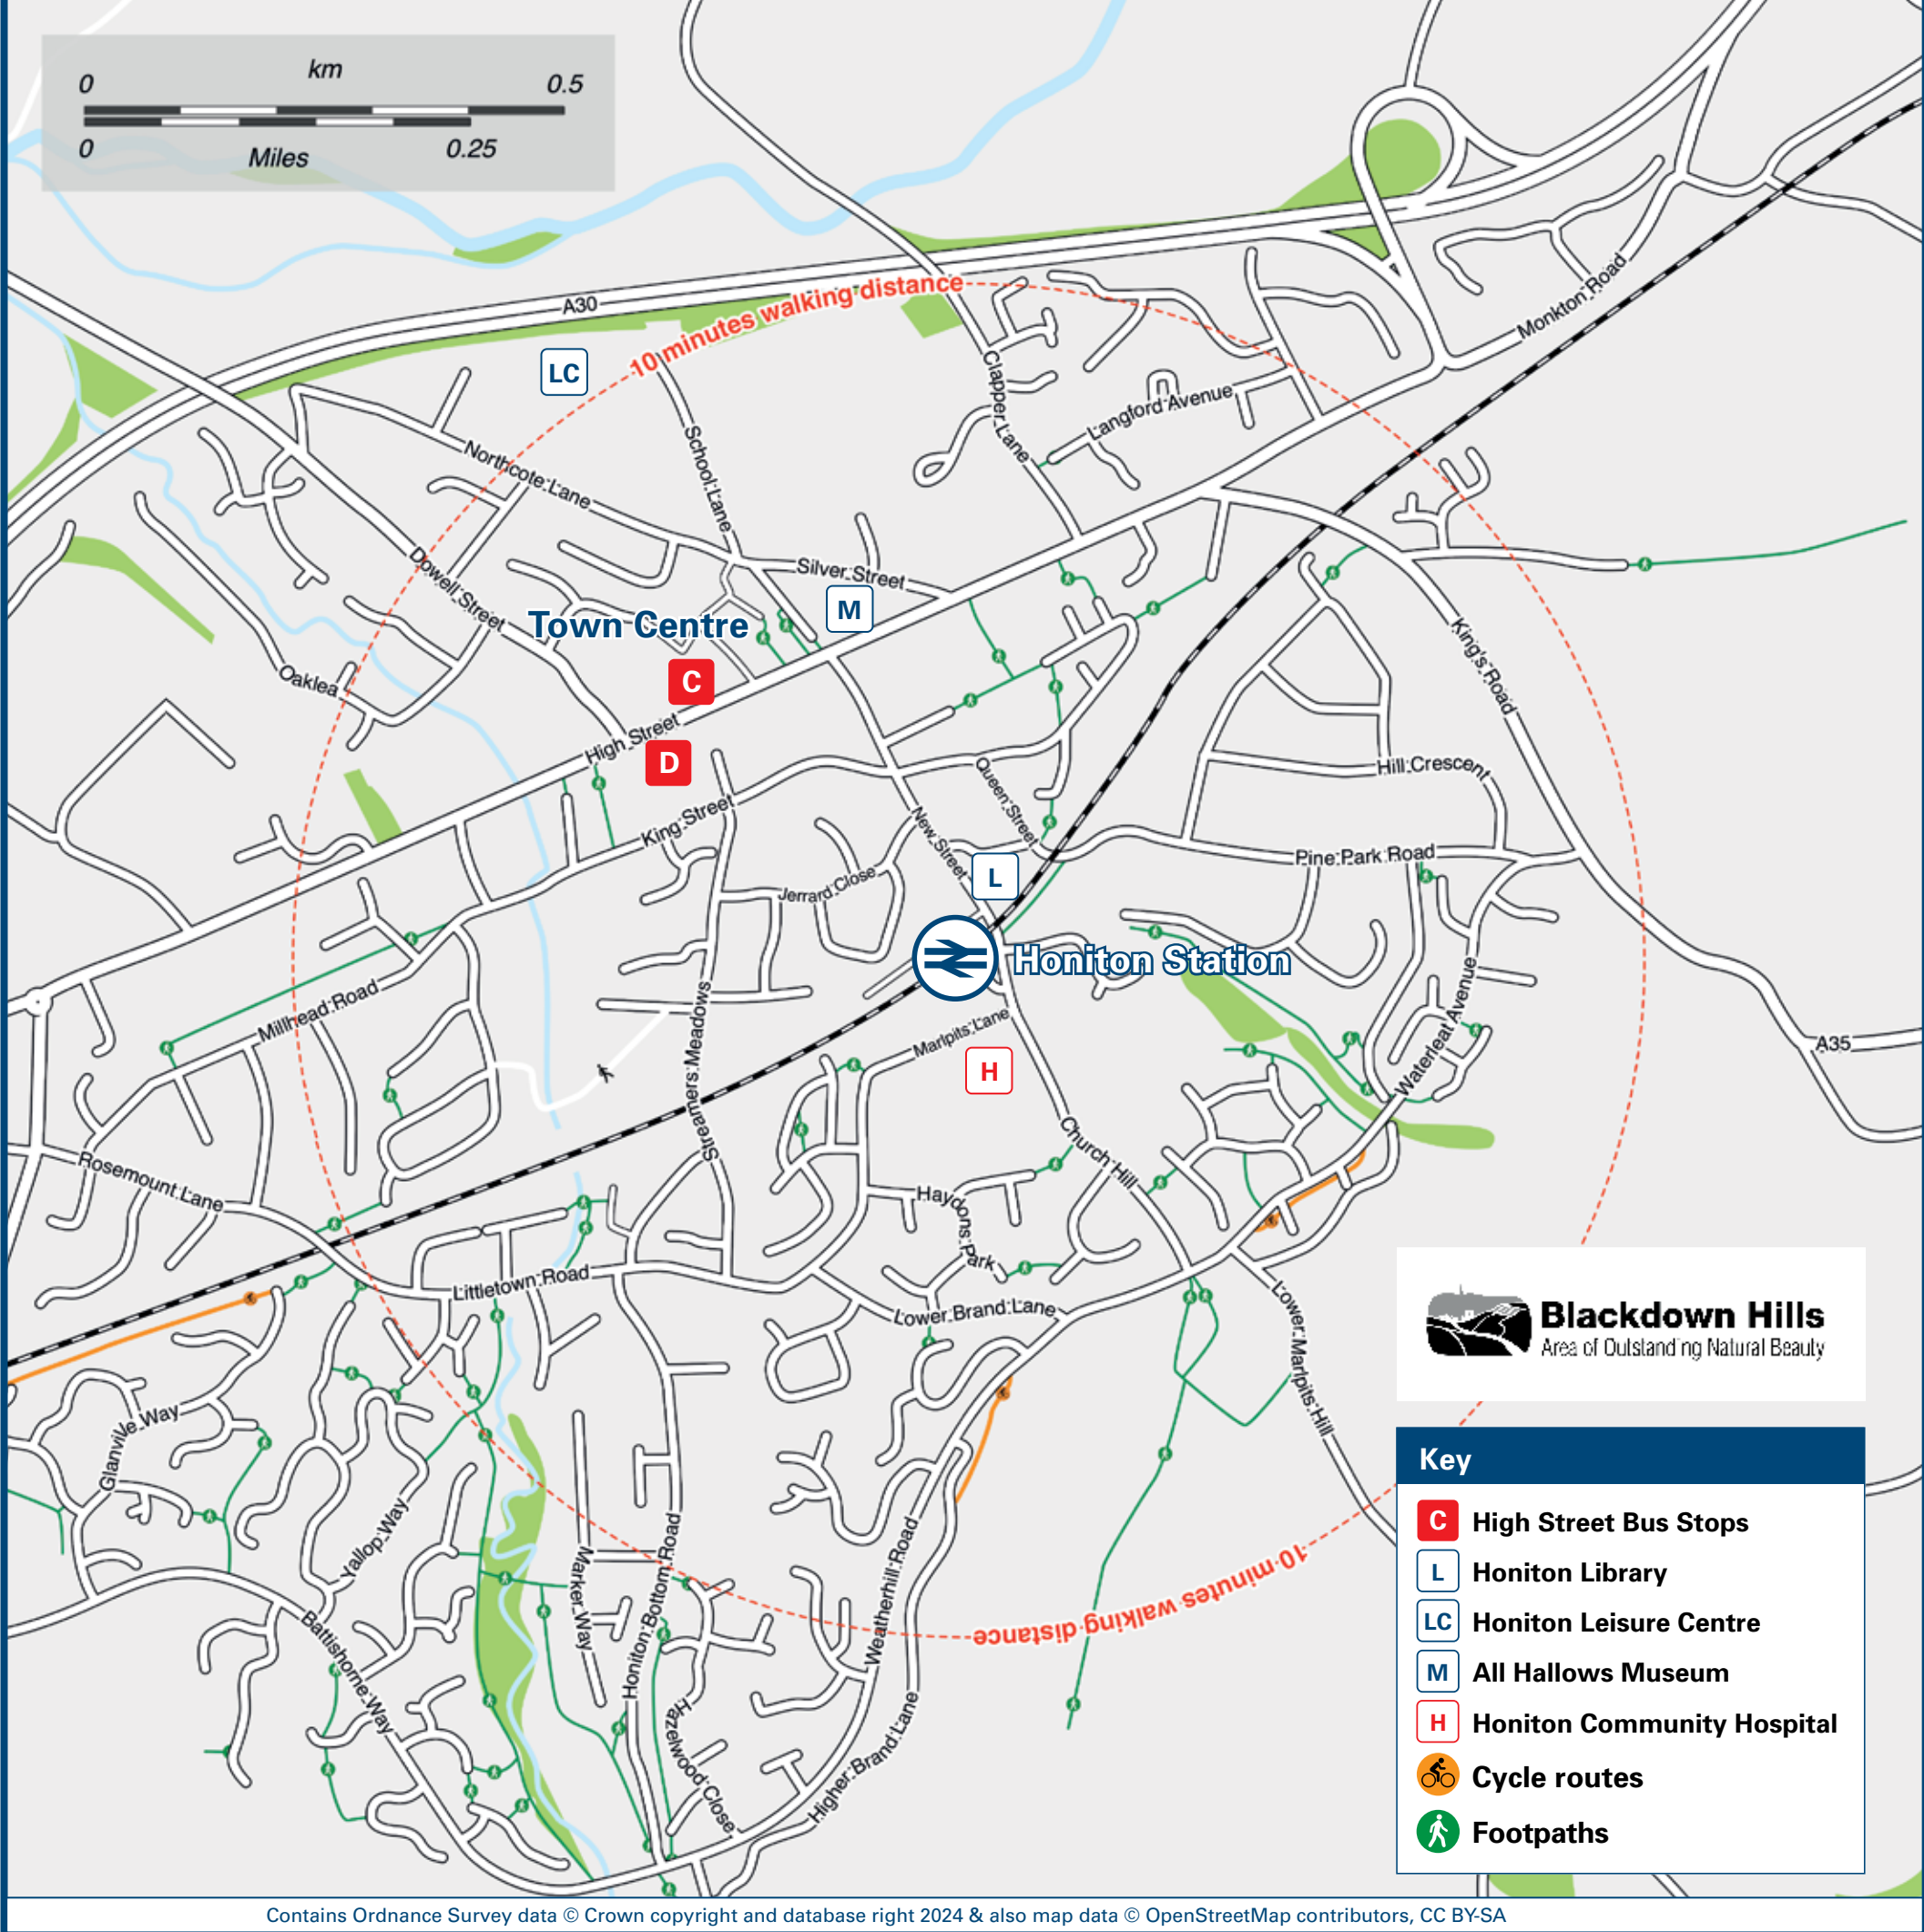 km
0 0.5
0 0.25
Miles
A30
10 minutes walking distance
LC
Clapper Lane
Monkton Road
Langford Avenue
School Lane
Northcote Lane
Dowell Street
Silver Street
M
Town Centre
C
Oaklea
High Street
D
King's Road
Hill Crescent
Queen Street
King Street
New Street
Pine Park Road
L
Jerrard Close
Honiton Station
Millhead Road
Streamers Meadows
Marlpits Lane
H
Waterleat Avenue
A35
Church Hill
Rosemount Lane
Haydons Park
Littletown Road
Lower Brand Lane
Lower Marlpits Hill
Blackdown Hills
Area of Outstanding Natural Beauty
Glanville Way
Yallop Way
Marker Way
Honiton Bottom Road
Weatherhill Road
10 minutes walking distance
Battishorne Way
Hazelwood Close
Higher Brand Lane
Key
C High Street Bus Stops
L Honiton Library
LC Honiton Leisure Centre
M All Hallows Museum
H Honiton Community Hospital
Cycle routes
Footpaths
Contains Ordnance Survey data © Crown copyright and database right 2024 & also map data © OpenStreetMap contributors, CC BY-SA